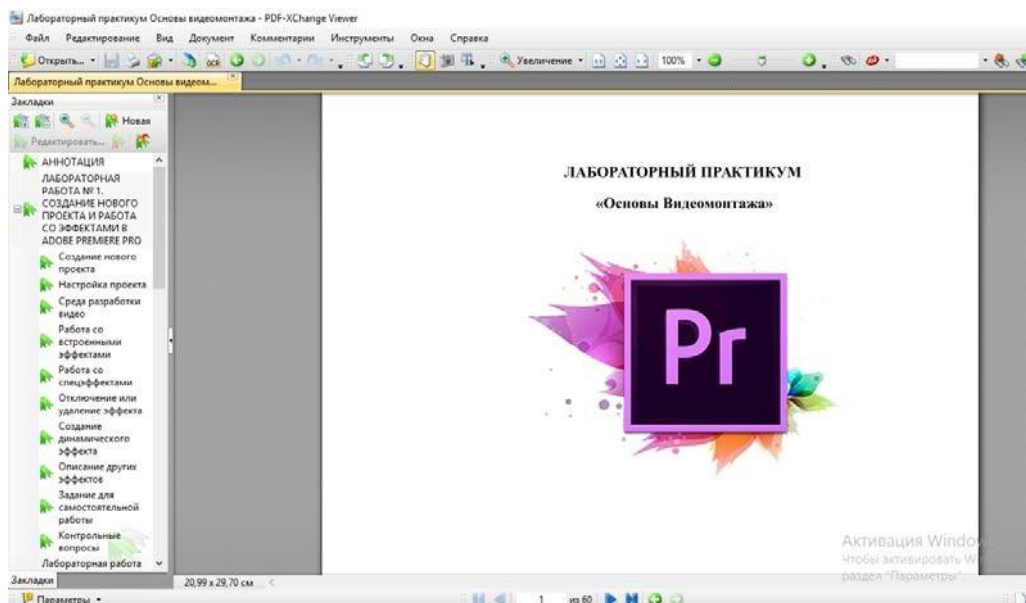 Лабораторный практикум Основы видеомонтажа - PDF-XChange Viewer
Файл Редактирование Вид Документ Комментарии Инструменты Окна Справка
Открыть... OCR Увеличение 100%
Лабораторный практикум Основы видеом...
Закладки
Новая
Редактировать...
АННОТАЦИЯ
ЛАБОРАТОРНАЯ
РАБОТА № 1.
СОЗДАНИЕ НОВОГО
ПРОЕКТА И РАБОТА
СО ЭФФЕКТАМИ В
ADOBE PREMIERE PRO
Создание нового
проекта
Настройка проекта
Среда разработки
видео
Работа со
встроенными
эффектами
Работа со
спецэффектами
Отключение или
удаление эффекта
Создание
динамического
эффекта
Описание других
эффектов
Задание для
самостоятельной
работы
Контрольные
вопросы
Лабораторная работа
Закладки
ЛАБОРАТОРНЫЙ ПРАКТИКУМ
«Основы Видеомонтажа»
Pr
Активация Windo
Чтобы активировать W
раздел "Параметры".
20,99 x 29,70 см
Параметры
1 из 60